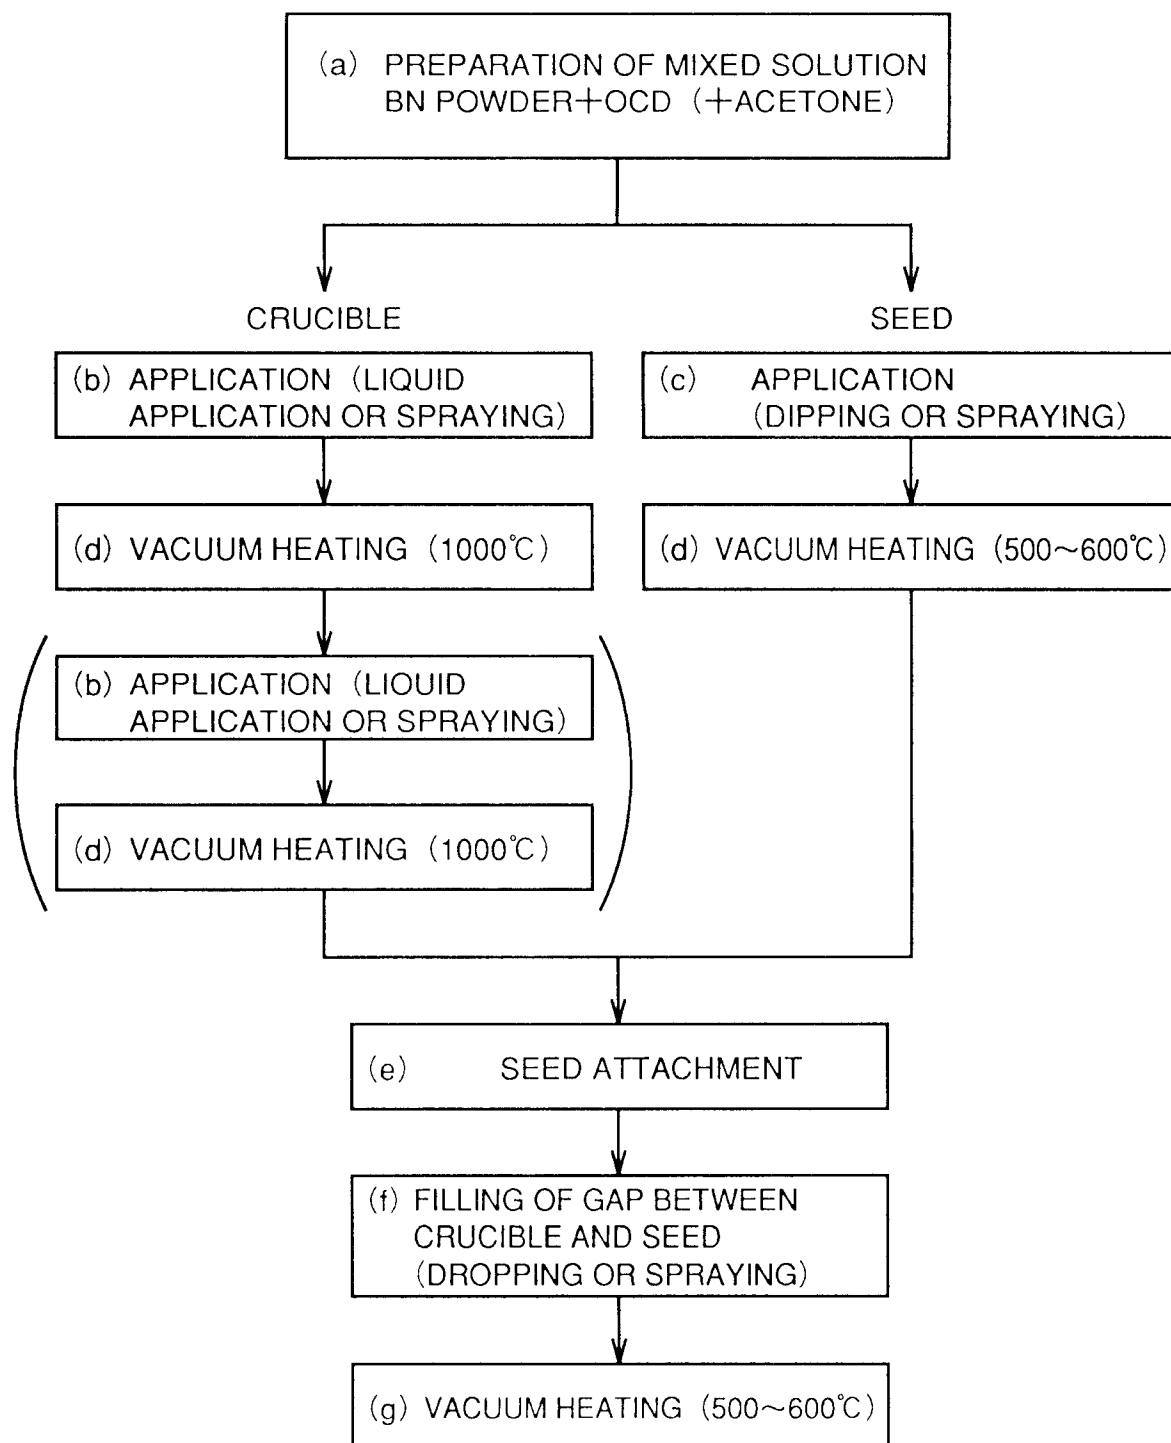 (a) PREPARATION OF MIXED SOLUTION
BN POWDER+OCD (+ACETONE)
CRUCIBLE
(b) APPLICATION (LIQUID
APPLICATION OR SPRAYING)
(d) VACUUM HEATING (1000℃)
(b) APPLICATION (LIOUID
APPLICATION OR SPRAYING)
(d) VACUUM HEATING (1000℃)
SEED
(c) APPLICATION
(DIPPING OR SPRAYING)
(d) VACUUM HEATING (500~600℃)
(e) SEED ATTACHMENT
(f) FILLING OF GAP BETWEEN
CRUCIBLE AND SEED
(DROPPING OR SPRAYING)
(g) VACUUM HEATING (500~600℃)